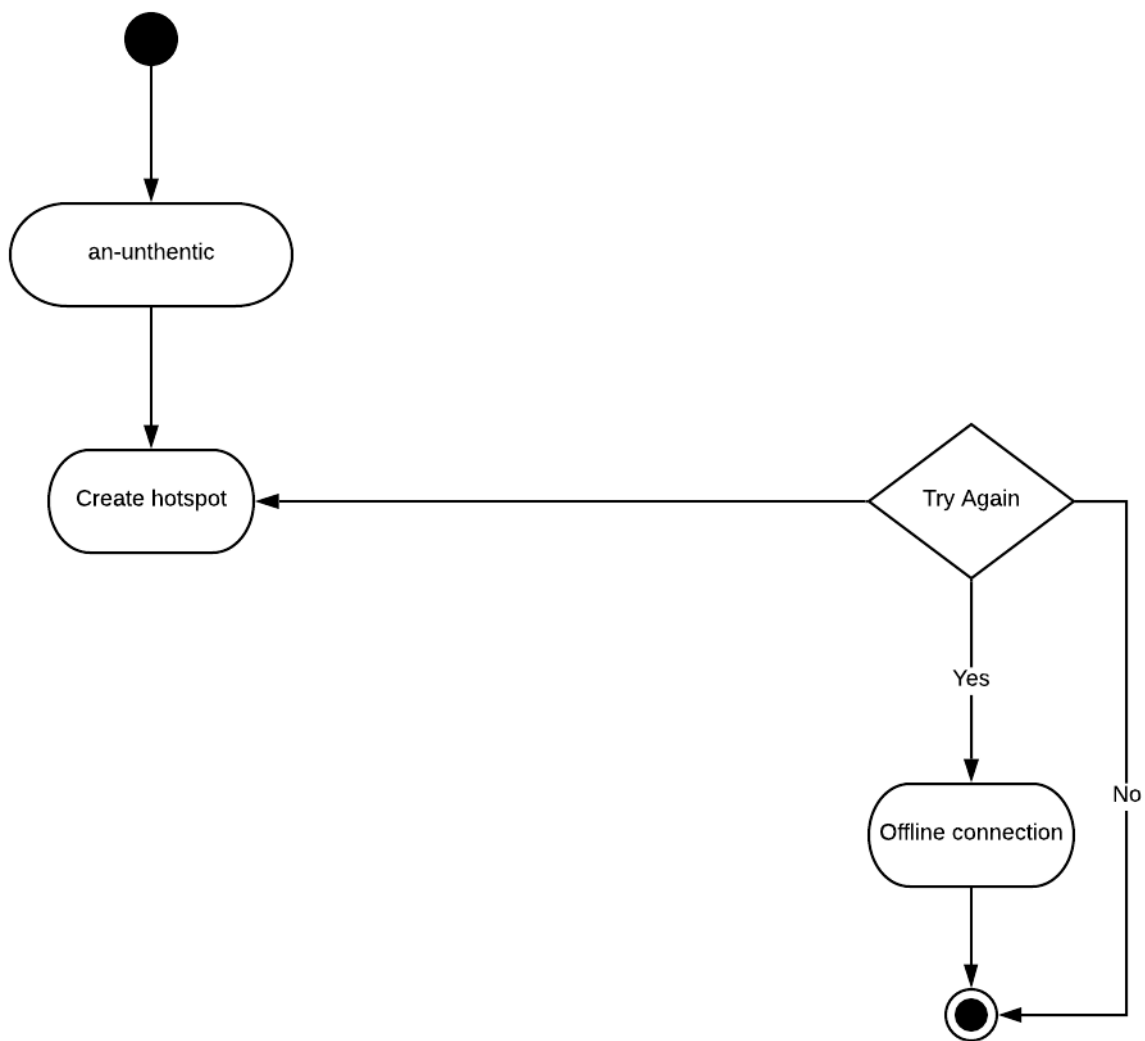 an-unthentic
Create hotspot
Try Again
Yes
No
Offline connection